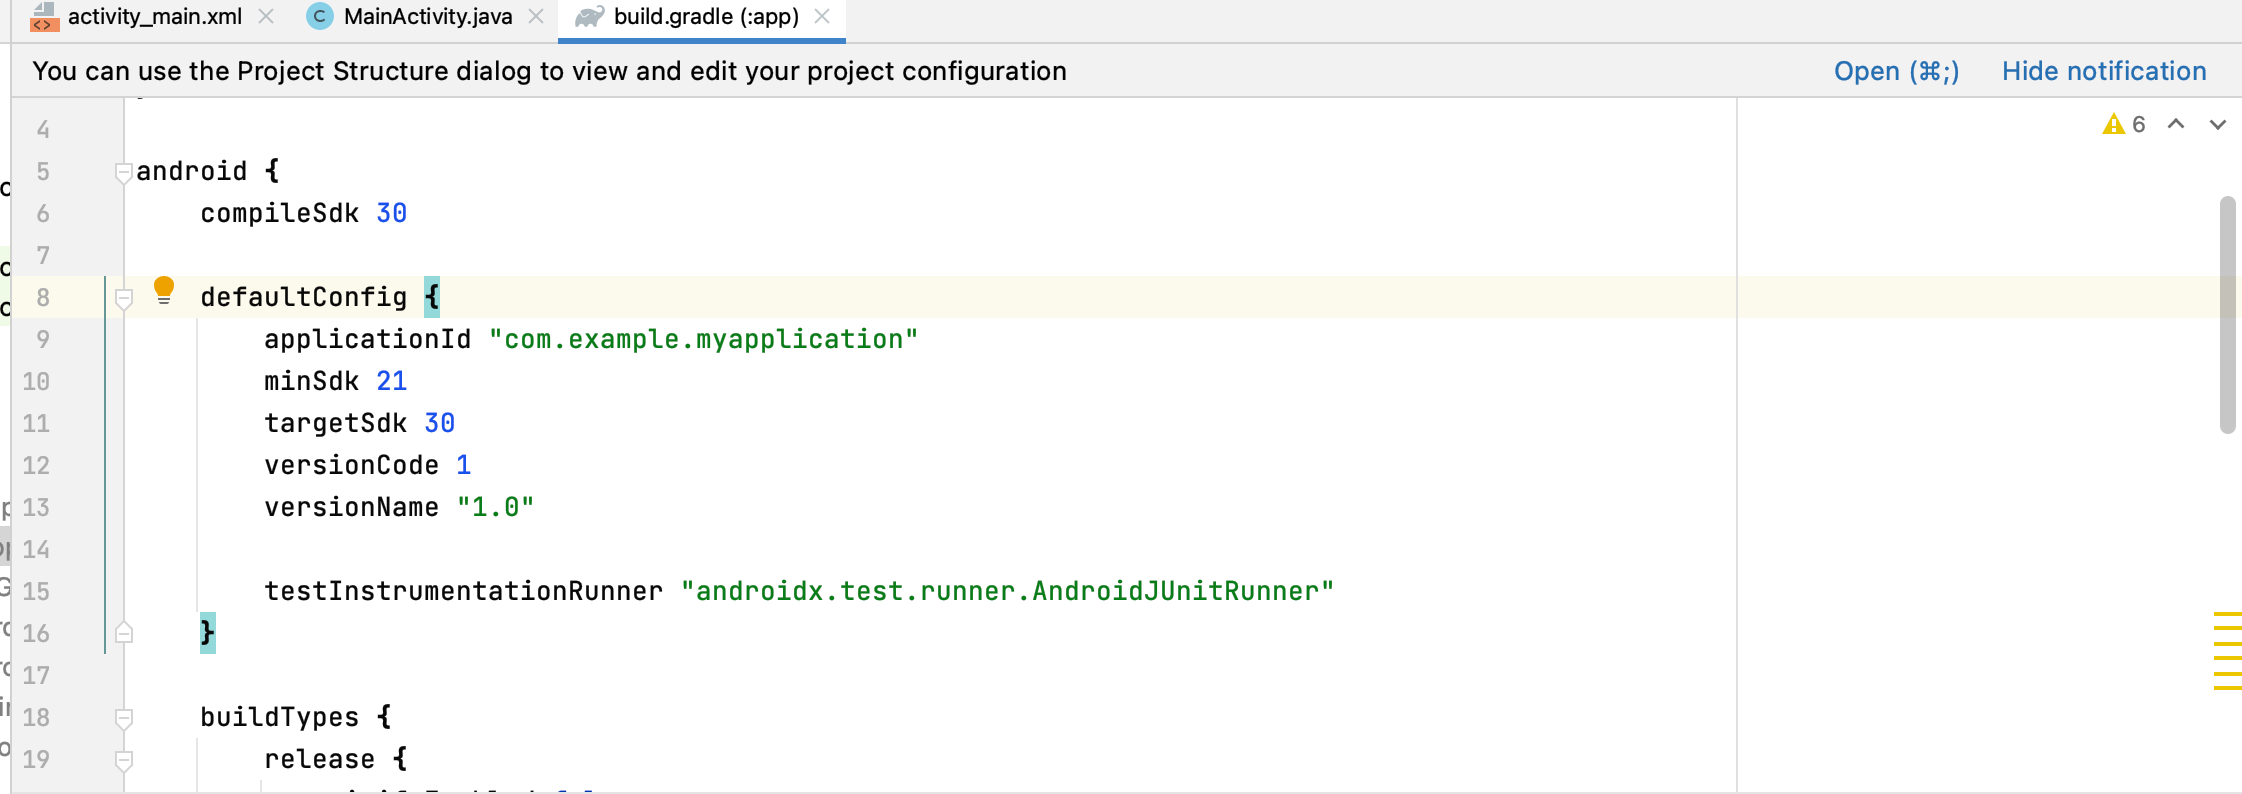 activity_main.xml MainActivity.java build.gradle (:app)
You can use the Project Structure dialog to view and edit your project configuration Open (⌘;) Hide notification
6
4
5 android {
6 compileSdk 30
7
8 defaultConfig {
9 applicationId "com.example.myapplication"
10 minSdk 21
11 targetSdk 30
12 versionCode 1
13 versionName "1.0"
14
15 testInstrumentationRunner "androidx.test.runner.AndroidJUnitRunner"
16 }
17
18 buildTypes {
19 release {